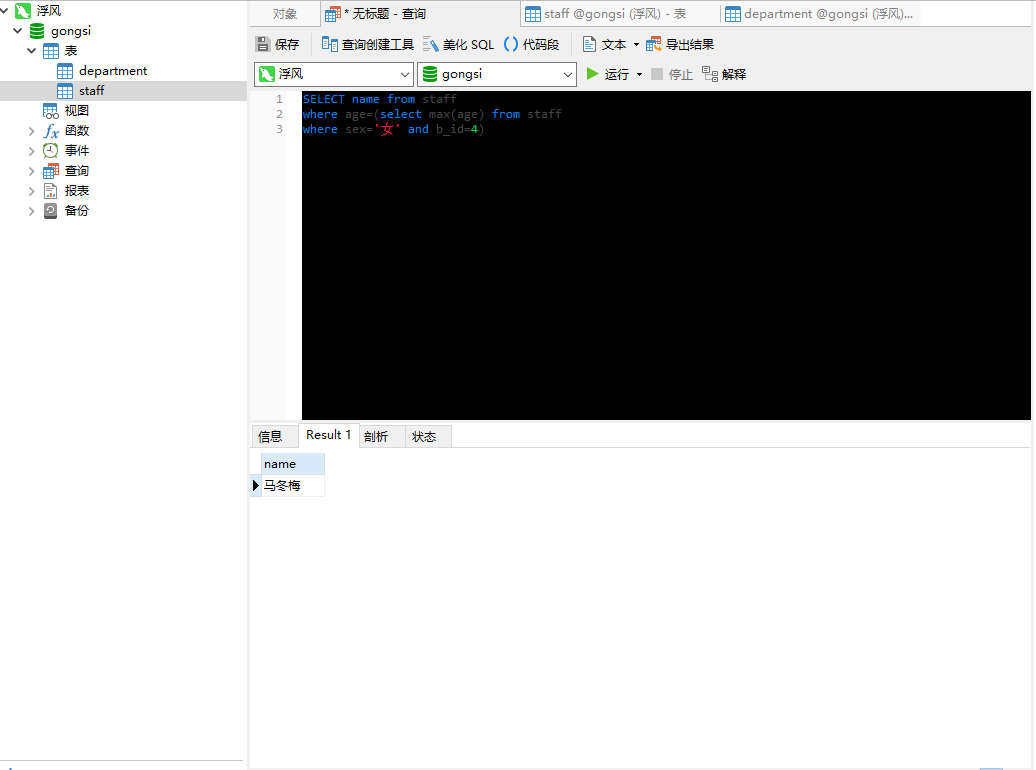 浮风
gongsi
表
department
staff
视图
函数
事件
查询
报表
备份
对象
* 无标题 - 查询
staff @gongsi (浮风) - 表
department @gongsi (浮风)...
保存
查询创建工具
美化 SQL
代码段
文本
导出结果
浮风
gongsi
运行
停止
解释
1 SELECT name from staff
2 where age=(select max(age) from staff
3 where sex='女' and b_id=4)
信息
Result 1
剖析
状态
name
马冬梅